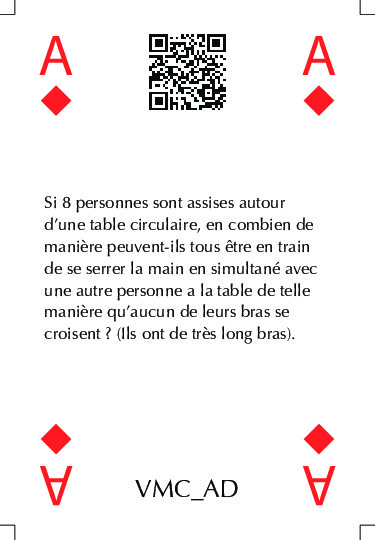 A A
Si 8 personnes sont assises autour
d'une table circulaire, en combien de
manière peuvent-ils tous être en train
de se serrer la main en simultané avec
une autre personne a la table de telle
manière qu'aucun de leurs bras se
croisent ? (Ils ont de très long bras).
A VMC_AD A